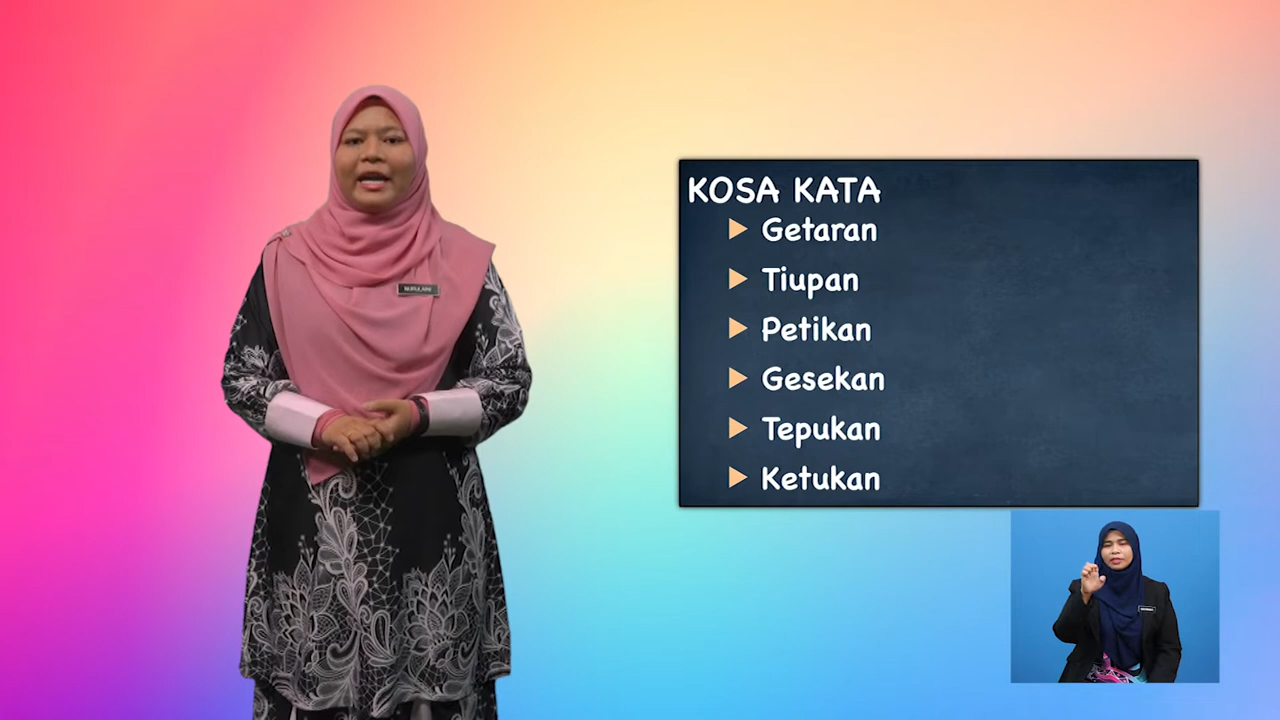 KOSA KATA
Getaran
Tiupan
Petikan
Gesekan
Tepukan
Ketukan